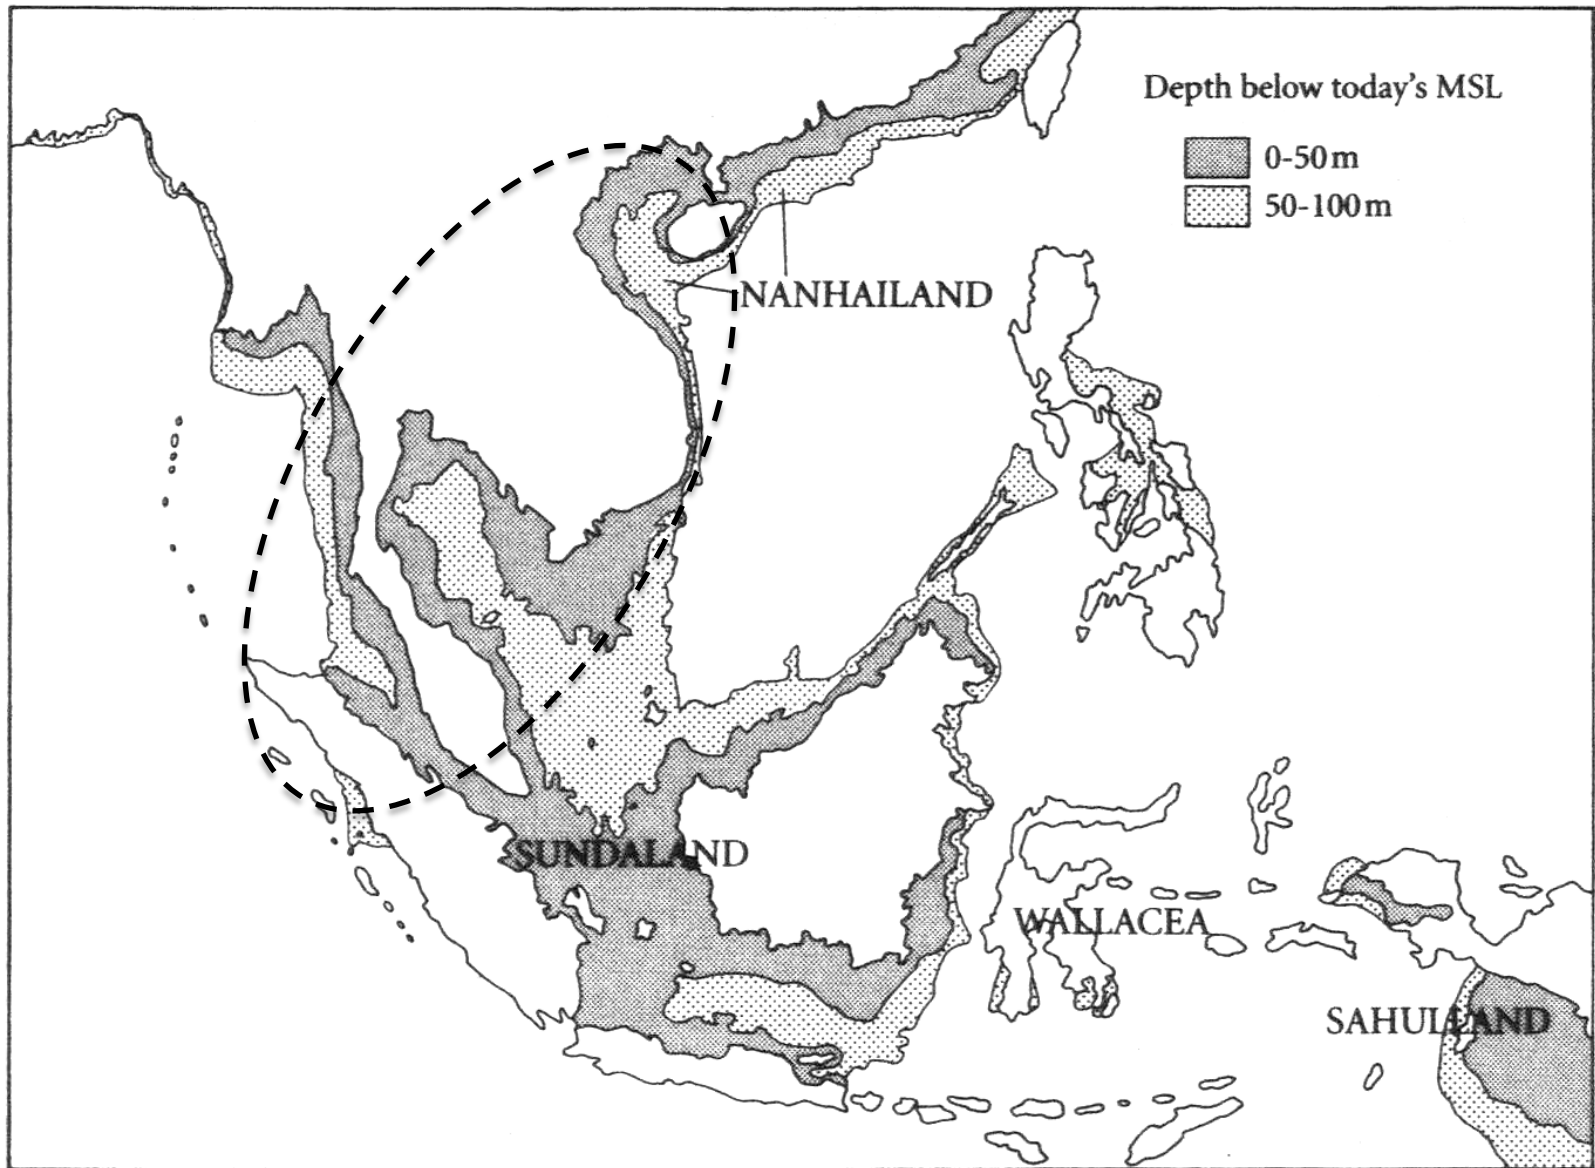 Depth below today's MSL
0-50m
50-100m
NANHAILAND
SUNDALAND
WALLACEA
SAHULLAND